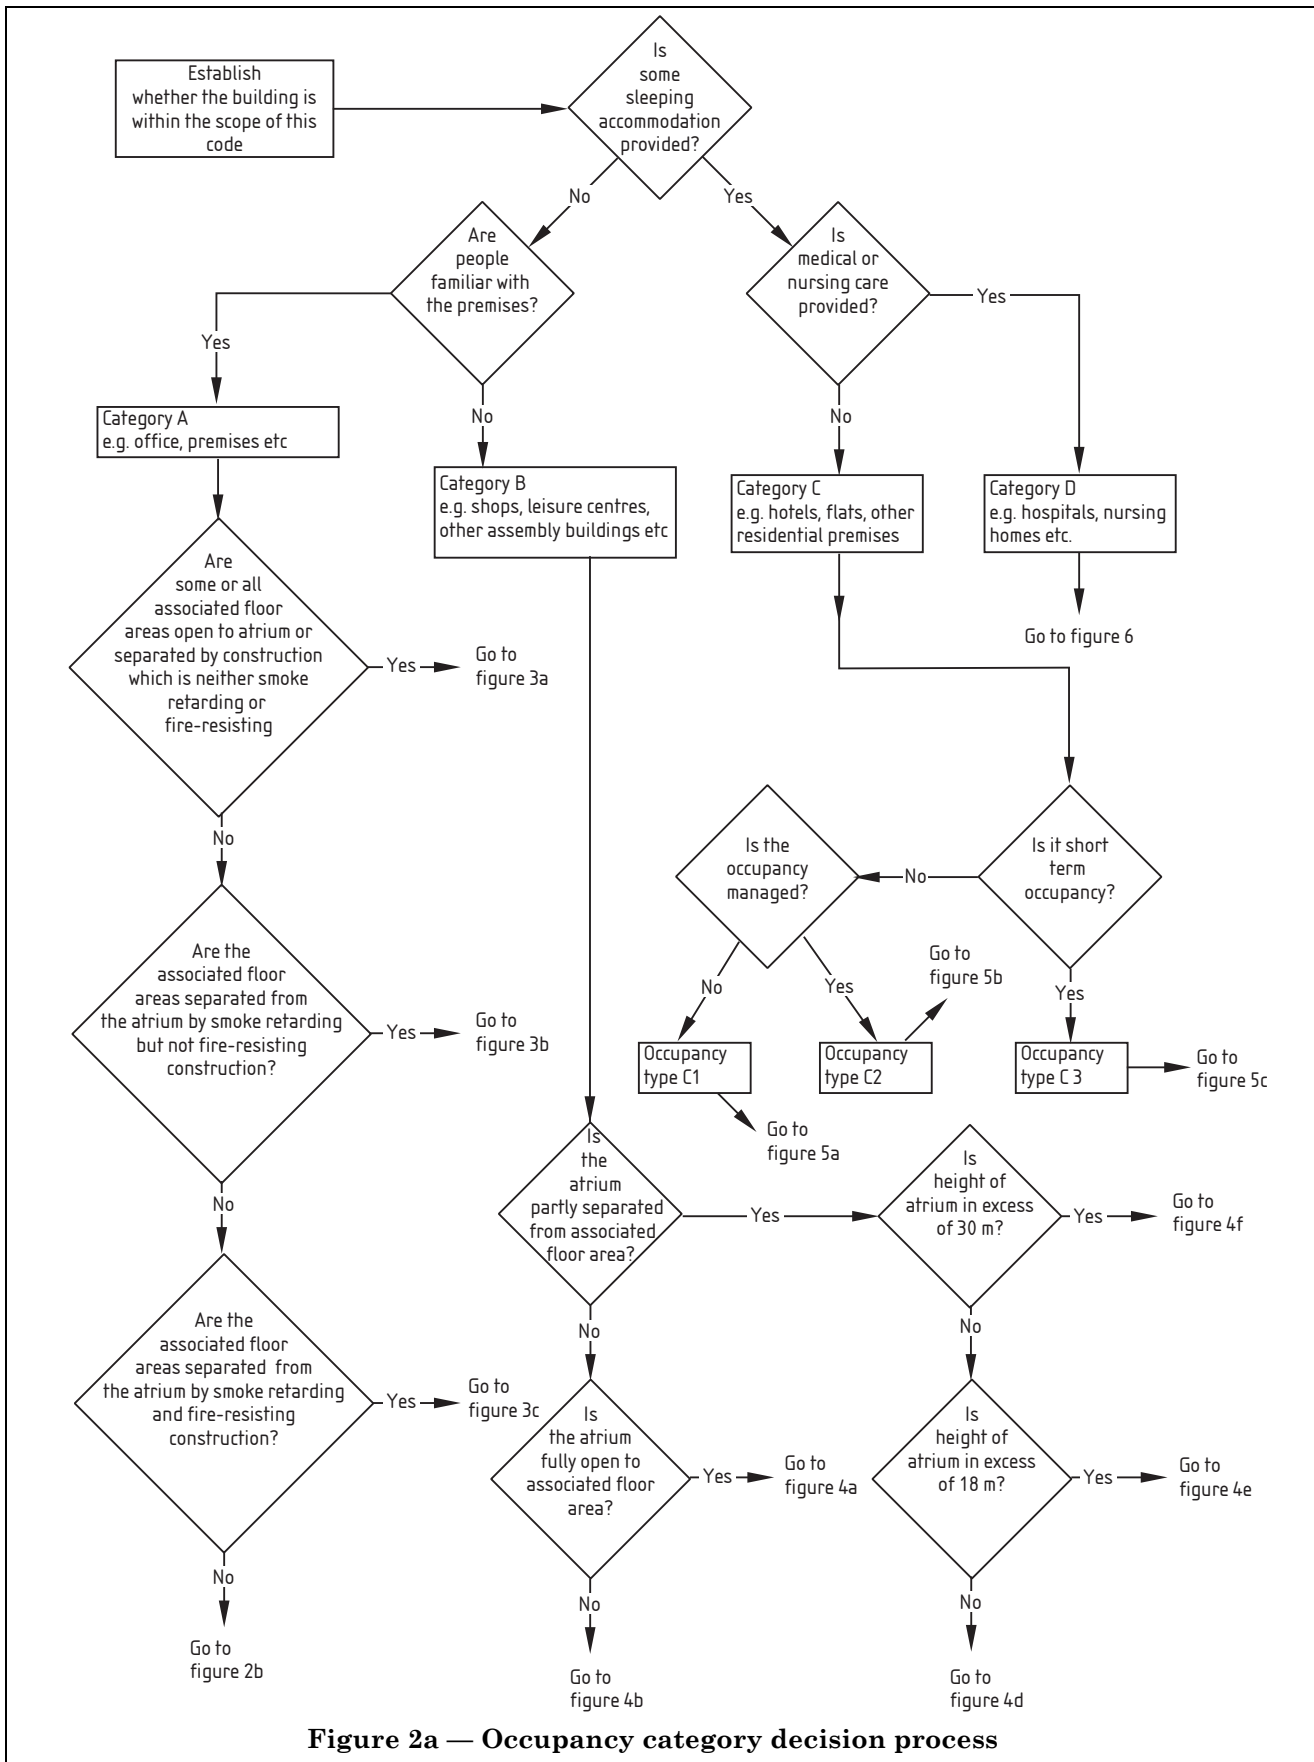 Establish
whether the building is
within the scope of this
code
Is
some
sleeping
accommodation
provided?
No
Yes
Are
people
familiar with
the premises?
Is
medical or
nursing care
provided?
Yes
Yes
No
No
Category A
e.g. office, premises etc
Category B
e.g. shops, leisure centres,
other assembly buildings etc
Category C
e.g. hotels, flats, other
residential premises
Category D
e.g. hospitals, nursing
homes etc.
Go to figure 6
Are
some or all
associated floor
areas open to atrium or
separated by construction
which is neither smoke
retarding or
fire-resisting
Yes
Go to
figure 3a
No
Is the
occupancy
managed?
No
Is it short
term
occupancy?
Are the
associated floor
areas separated from
the atrium by smoke retarding
but not fire-resisting
construction?
Yes
Go to
figure 3b
No
Yes
Go to
figure 5b
Yes
Occupancy
type C1
Occupancy
type C2
Occupancy
type C 3
Go to
figure 5c
Go to
figure 5a
No
Is
the
atrium
partly separated
from associated
floor area?
Yes
Is
height of
atrium in excess
of 30 m?
Yes
Go to
figure 4f
No
No
Are the
associated floor
areas separated from
the atrium by smoke retarding
and fire-resisting
construction?
Yes
Go to
figure 3c
Is
the atrium
fully open to
associated floor
area?
Yes
Go to
figure 4a
Is
height of
atrium in excess
of 18 m?
Yes
Go to
figure 4e
No
No
No
Go to
figure 2b
Go to
figure 4b
Go to
figure 4d
Figure 2a — Occupancy category decision process